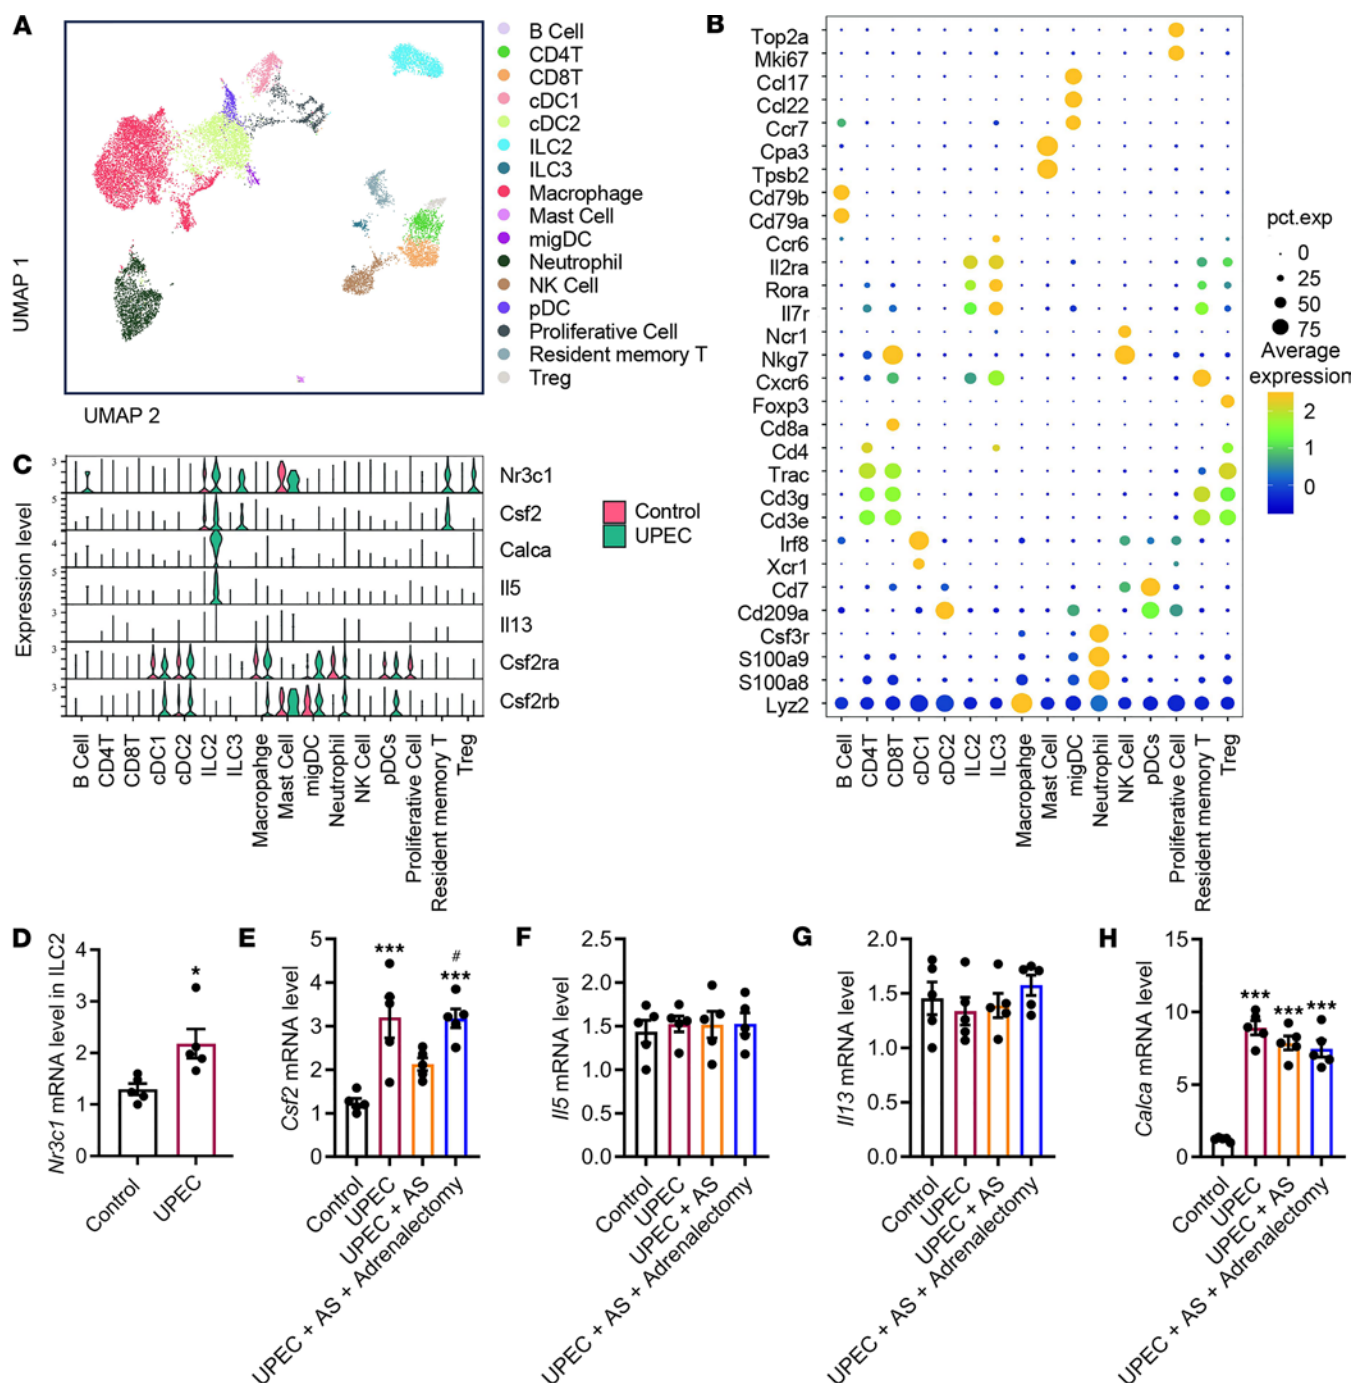 A
B Cell
CD4T
CD8T
cDC1
cDC2
ILC2
ILC3
Macrophage
Mast Cell
migDC
Neutrophil
NK Cell
pDC
Proliferative Cell
Resident memory T
Treg
UMAP 1
UMAP 2
B
Top2a
Mki67
Ccl17
Ccl22
Ccr7
Cpa3
Tpsb2
Cd79b
Cd79a
Ccr6
Il2ra
Rora
Il7r
Ncr1
Nkg7
Cxcr6
Foxp3
Cd8a
Cd4
Trac
Cd3g
Cd3e
Irf8
Xcr1
Cd7
Cd209a
Csf3r
S100a9
S100a8
Lyz2
B Cell
CD4T
CD8T
cDC1
cDC2
ILC2
ILC3
Macrophage
Mast Cell
migDC
Neutrophil
NK Cell
pDCs
Proliferative Cell
Resident memory T
Treg
pct.exp
0
25
50
75
Average
expression
2
1
0
C
Expression level
3
Nr3c1
5
Csf2
4
Calca
5
Il5
3
Il13
3
Csf2ra
3
Csf2rb
Control
UPEC
B Cell
CD4T
CD8T
cDC1
cDC2
ILC2
ILC3
Macropahge
Mast Cell
migDC
Neutrophil
NK Cell
pDCs
Proliferative Cell
Resident memory T
Treg
D
Nr3c1 mRNA level in ILC2
4
3
2
1
0
*
Control
UPEC
E
Csf2 mRNA level
5
4
3
2
1
0
***
#
***
Control
UPEC
UPEC + AS
UPEC + AS + Adrenalectomy
F
Il5 mRNA level
2.5
2.0
1.5
1.0
0.5
0.0
Control
UPEC
UPEC + AS
UPEC + AS + Adrenalectomy
G
Il13 mRNA level
2.0
1.5
1.0
0.5
0.0
Control
UPEC
UPEC + AS
UPEC + AS + Adrenalectomy
H
Calca mRNA level
15
10
5
0
***
***
***
Control
UPEC
UPEC + AS
UPEC + AS + Adrenalectomy